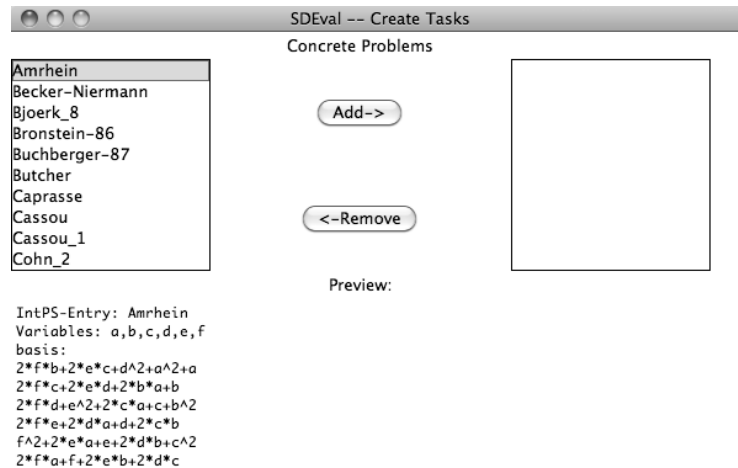 SDEval -- Create Tasks
Concrete Problems
Amrhein
Becker-Niermann
Bjoerk_8
Bronstein-86
Buchberger-87
Butcher
Caprasse
Cassou
Cassou_1
Cohn_2
Add->
<-Remove
Preview:
IntPS-Entry: Amrhein
Variables: a,b,c,d,e,f
basis:
2*f*b+2*e*c+d^2+a^2+a
2*f*c+2*e*d+2*b*a+b
2*f*d+e^2+2*c*a+c+b^2
2*f*e+2*d*a+d+2*c*b
f^2+2*e*a+e+2*d*b+c^2
2*f*a+f+2*e*b+2*d*c